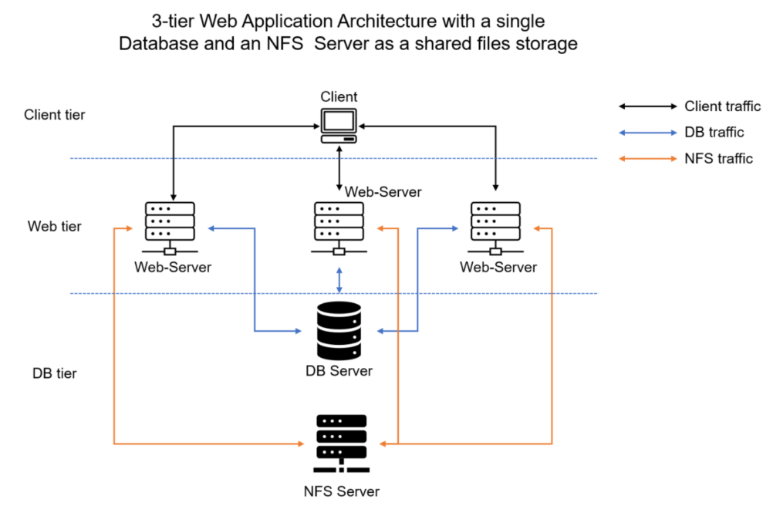 3-tier Web Application Architecture with a single
Database and an NFS Server as a shared files storage
Client
Client tier
Client traffic
DB traffic
NFS traffic
Web-Server
Web tier
Web-Server
Web-Server
DB Server
DB tier
NFS Server